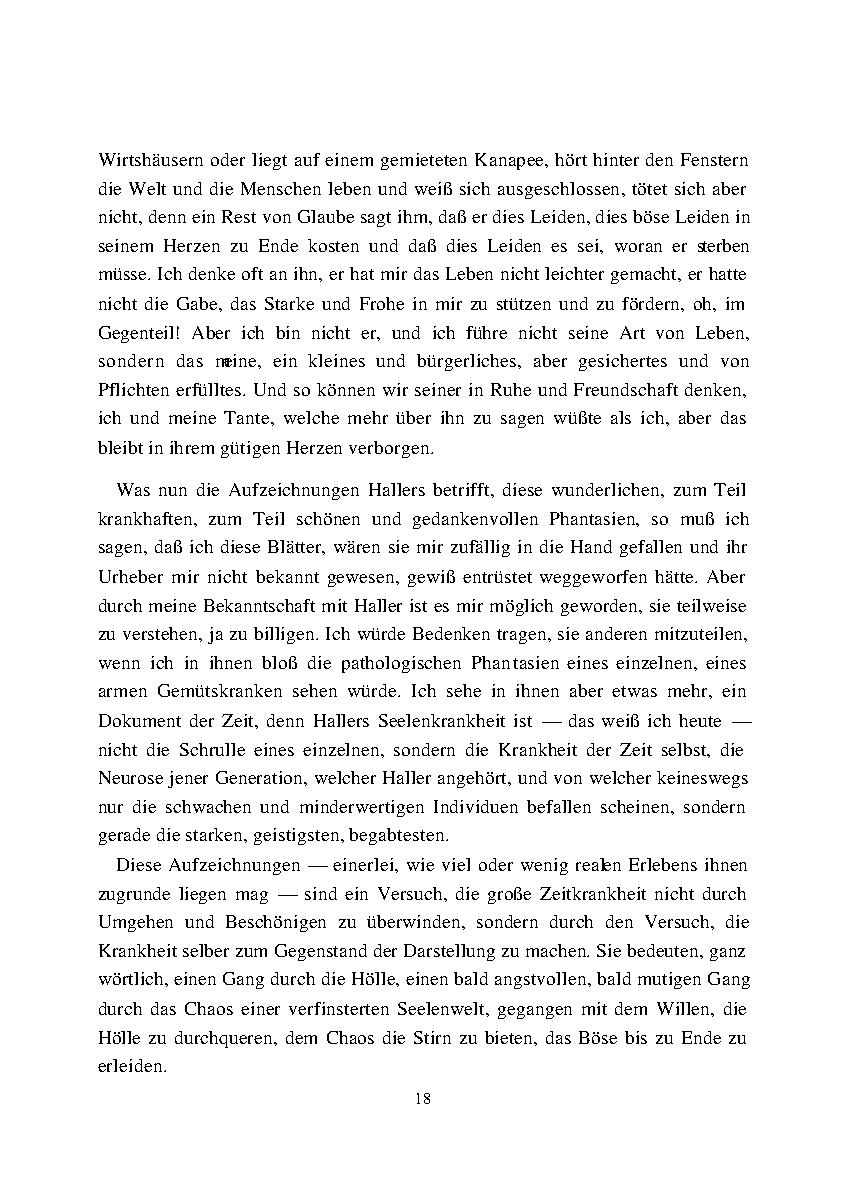 Wirtshäusern oder liegt auf einem gemieteten Kanapee, hört hinter den Fenstern
die Welt und die Menschen leben und weiß sich ausgeschlossen, tötet sich aber
nicht, denn ein Rest von Glaube sagt ihm, daß er dies Leiden, dies böse Leiden in
seinem Herzen zu Ende kosten und daß dies Leiden es sei, woran er sterben
müsse. Ich denke oft an ihn, er hat mir das Leben nicht leichter gemacht, er hatte
nicht die Gabe, das Starke und Frohe in mir zu stützen und zu fördern, oh, im
Gegenteil! Aber ich bin nicht er, und ich führe nicht seine Art von Leben,
sondern das meine, ein kleines und bürgerliches, aber gesichertes und von
Pflichten erfülltes. Und so können wir seiner in Ruhe und Freundschaft denken,
ich und meine Tante, welche mehr über ihn zu sagen wüßte als ich, aber das
bleibt in ihrem gütigen Herzen verborgen.
Was nun die Aufzeichnungen Hallers betrifft, diese wunderlichen, zum Teil
krankhaften, zum Teil schönen und gedankenvollen Phantasien, so muß ich
sagen, daß ich diese Blätter, wären sie mir zufällig in die Hand gefallen und ihr
Urheber mir nicht bekannt gewesen, gewiß entrüstet weggeworfen hätte. Aber
durch meine Bekanntschaft mit Haller ist es mir möglich geworden, sie teilweise
zu verstehen, ja zu billigen. Ich würde Bedenken tragen, sie anderen mitzuteilen,
wenn ich in ihnen bloß die pathologischen Phantasien eines einzelnen, eines
armen Gemütskranken sehen würde. Ich sehe in ihnen aber etwas mehr, ein
Dokument der Zeit, denn Hallers Seelenkrankheit ist — das weiß ich heute —
nicht die Schrulle eines einzelnen, sondern die Krankheit der Zeit selbst, die
Neurose jener Generation, welcher Haller angehört, und von welcher keineswegs
nur die schwachen und minderwertigen Individuen befallen scheinen, sondern
gerade die starken, geistigsten, begabtesten.
Diese Aufzeichnungen — einerlei, wie viel oder wenig realen Erlebens ihnen
zugrunde liegen mag — sind ein Versuch, die große Zeitkrankheit nicht durch
Umgehen und Beschönigen zu überwinden, sondern durch den Versuch, die
Krankheit selber zum Gegenstand der Darstellung zu machen. Sie bedeuten, ganz
wörtlich, einen Gang durch die Hölle, einen bald angstvollen, bald mutigen Gang
durch das Chaos einer verfinsterten Seelenwelt, gegangen mit dem Willen, die
Hölle zu durchqueren, dem Chaos die Stirn zu bieten, das Böse bis zu Ende zu
erleiden.
18